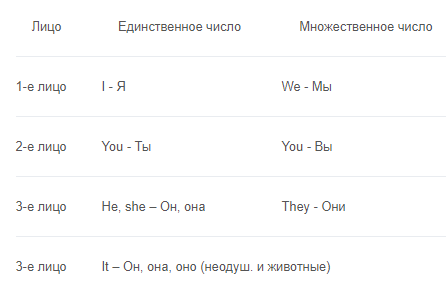 Лицо Единственное число Множественное число
1-е лицо I - Я We - Мы
2-е лицо You - Ты You - Вы
3-е лицо He, she – Он, она They - Они
3-е лицо It – Он, она, оно (неодуш. и животные)